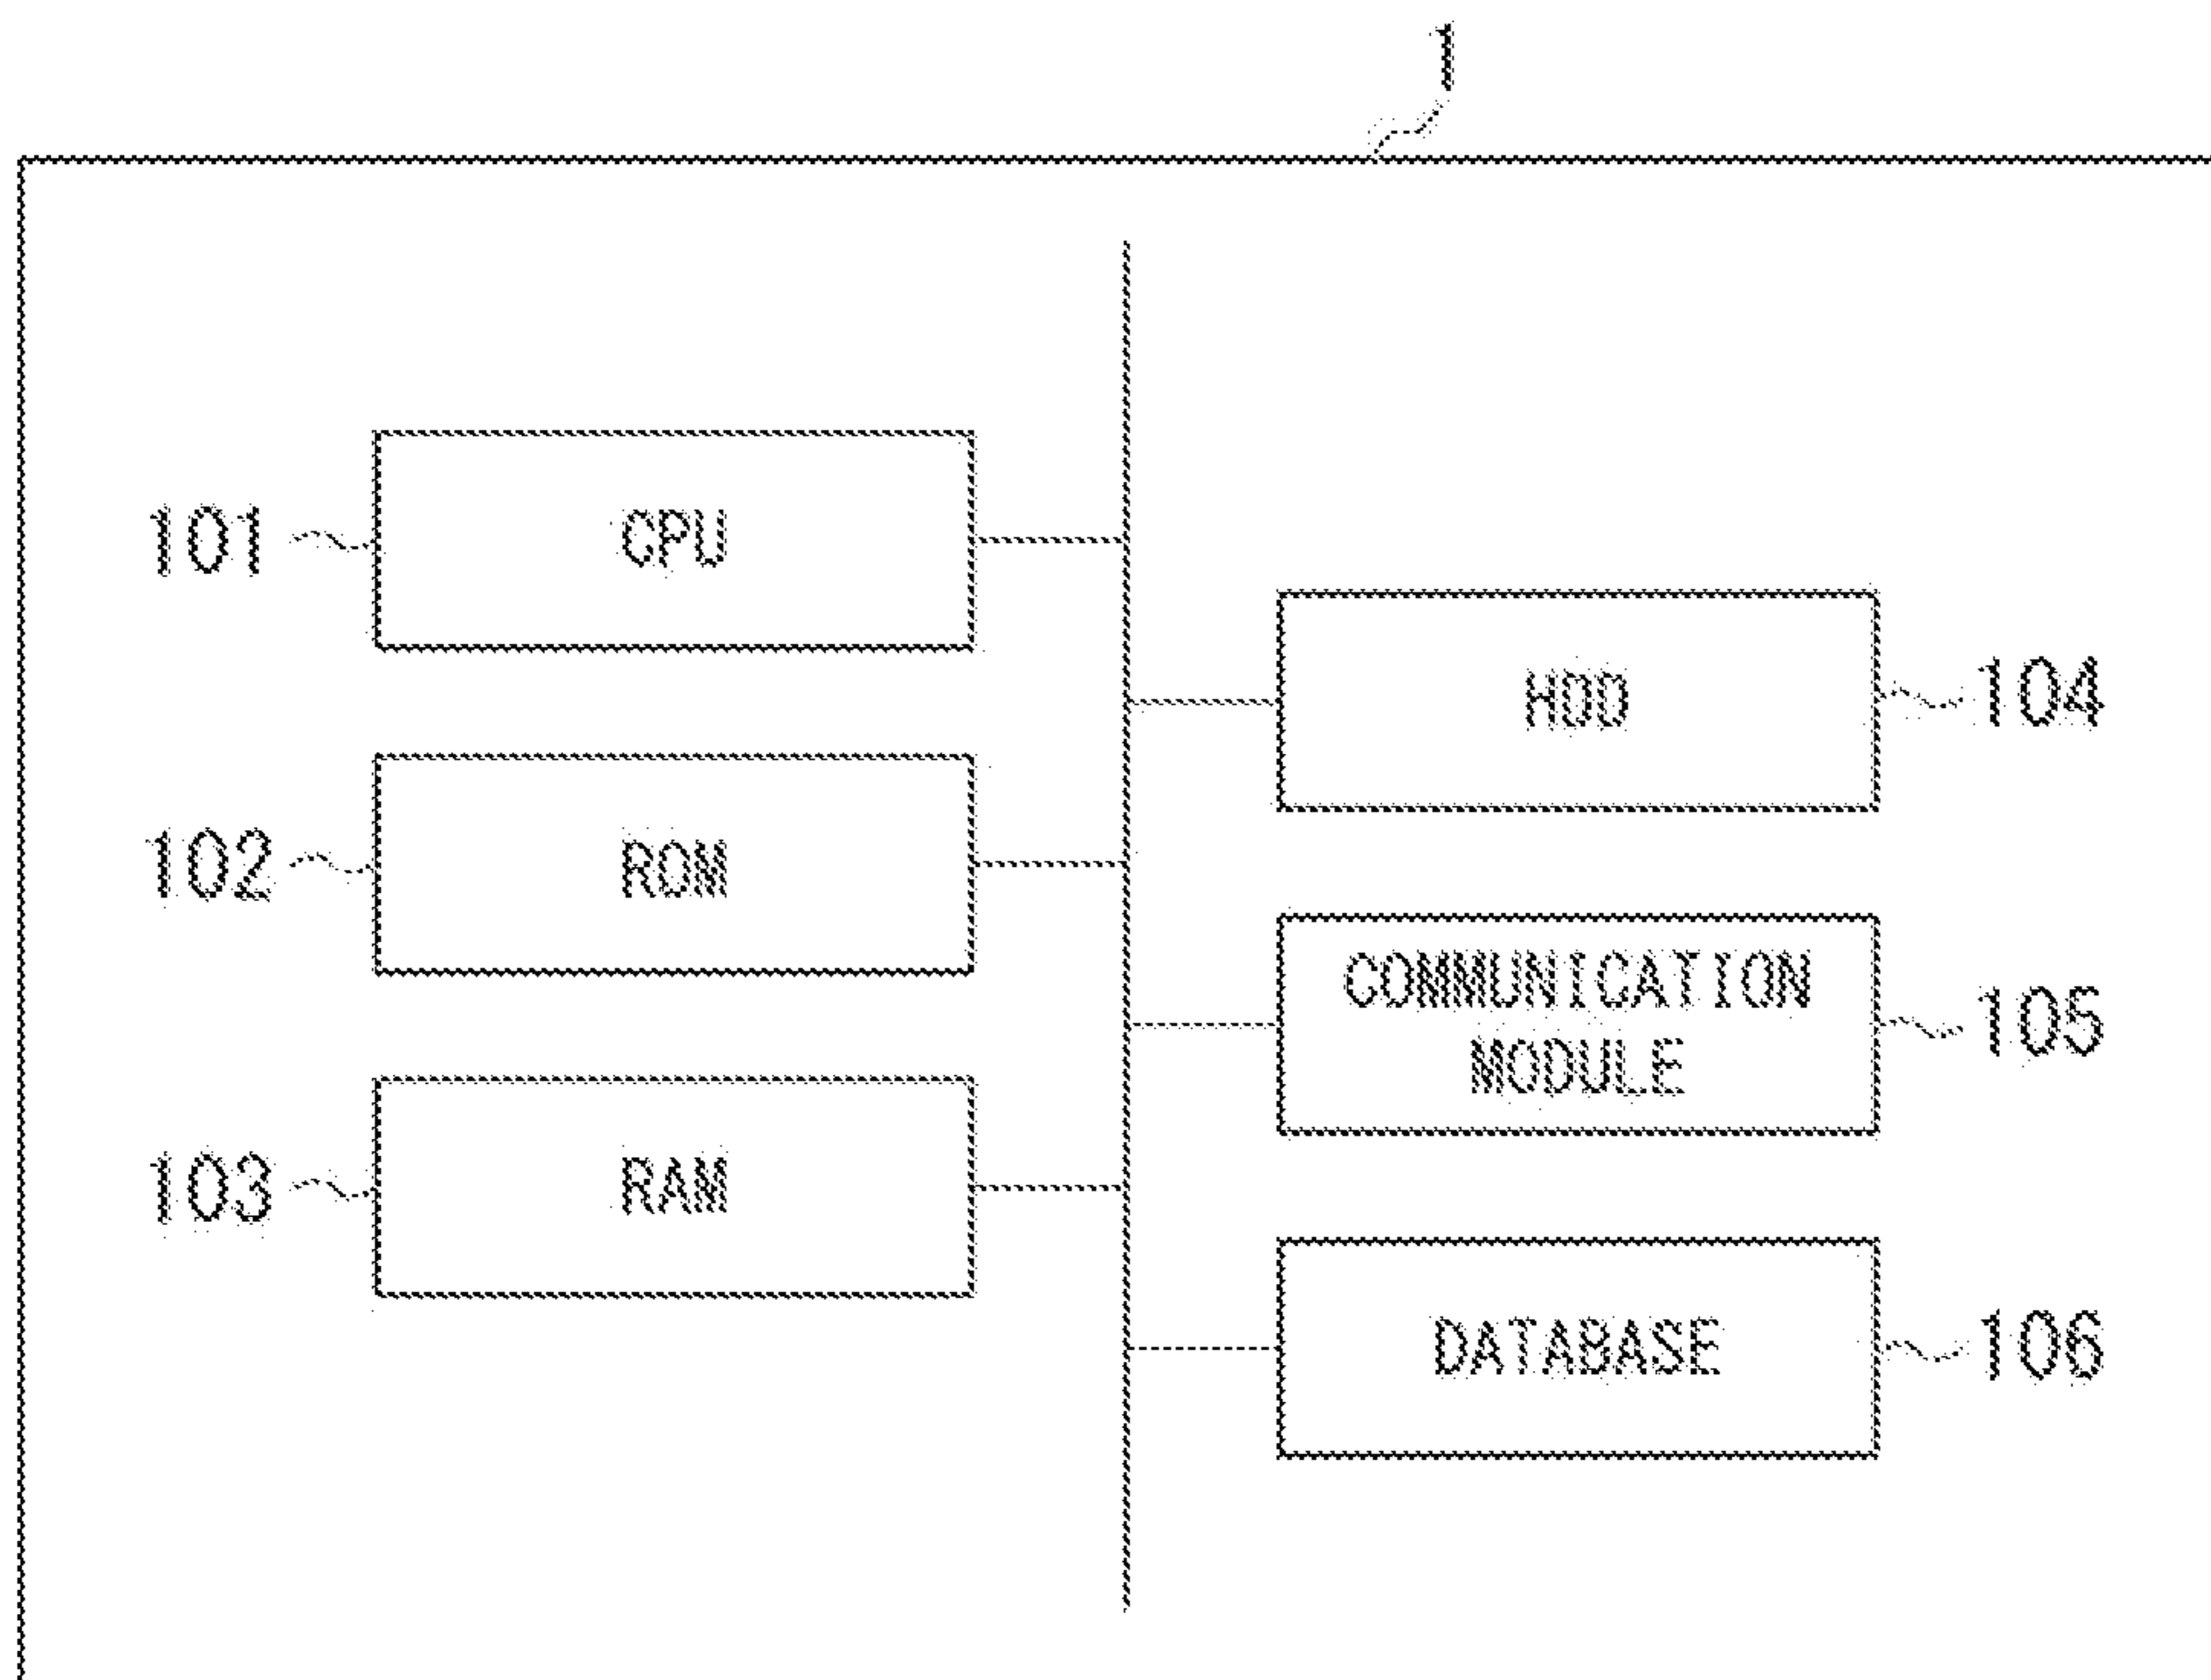 1
101 CPU
HDD 104
102 ROM
COMMUNICATION
MODULE 105
103 RAM
DATABASE 106